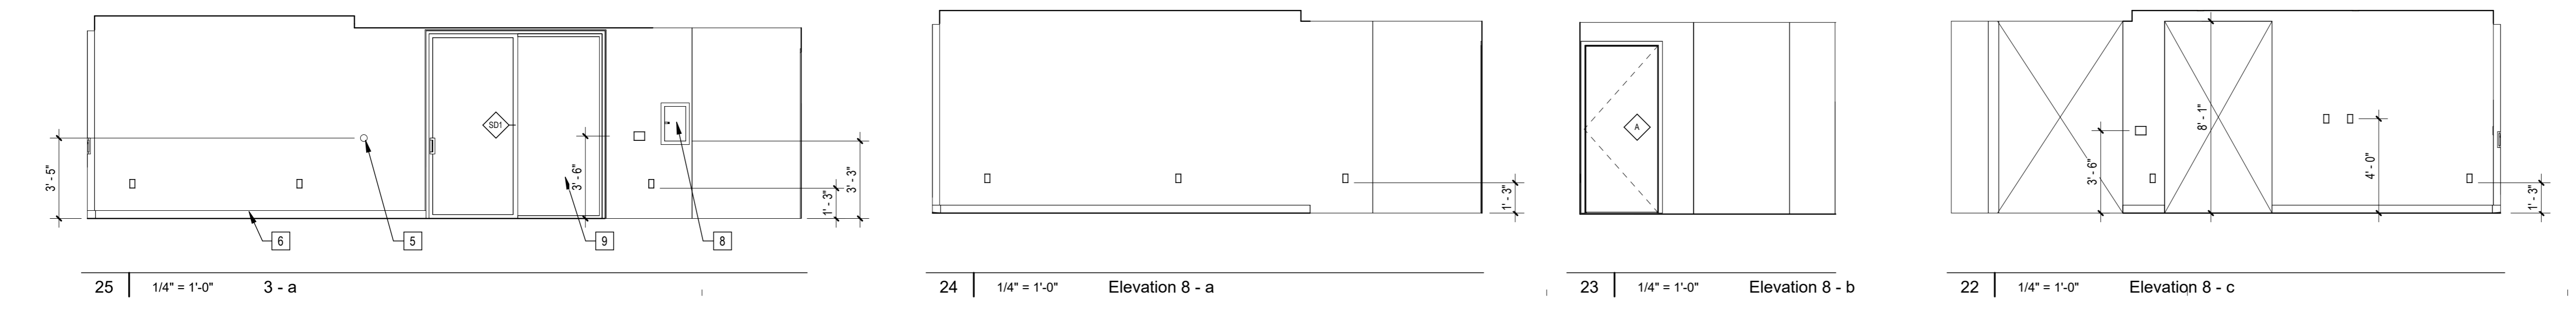 SD1
3' - 5"
3' - 6"
1' - 3"
3' - 3"
6
5
9
8
25 1/4" = 1'-0" 3 - a
1' - 3"
24 1/4" = 1'-0" Elevation 8 - a
A
23 1/4" = 1'-0" Elevation 8 - b
3' - 6"
8' - 1"
4' - 0"
1' - 3"
22 1/4" = 1'-0" Elevation 8 - c